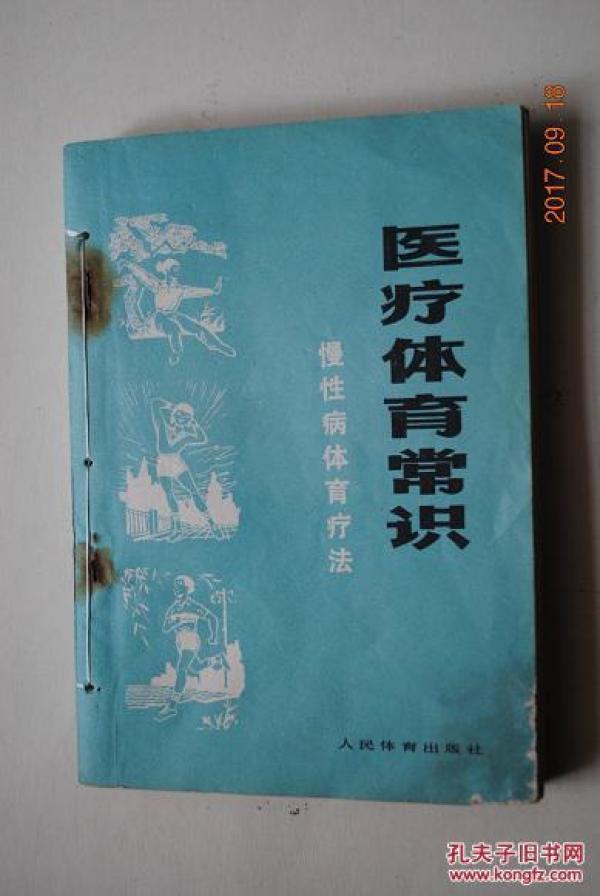 医疗体育常识
慢性病体育疗法
人民体育出版社
2017.09.18
孔夫子旧书网
www.kongfz.com